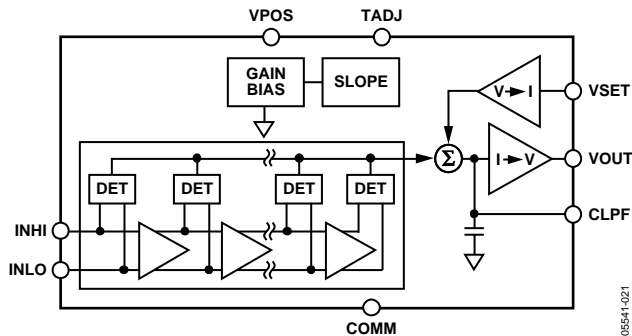 VPOS TADJ
GAIN
BIAS
SLOPE
V I
VSET
Σ
I V
VOUT
DET DET DET DET
CLPF
INHI
INLO
COMM
05541-021